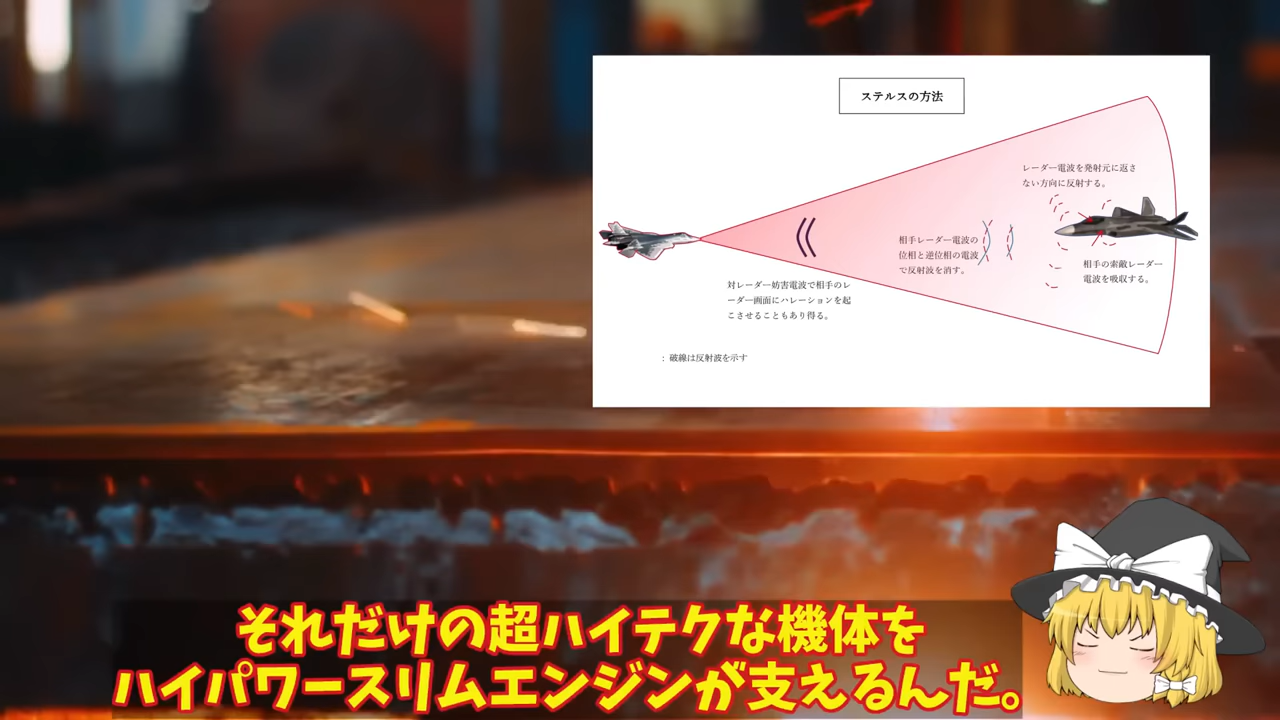 ステルスの方法
レーダー電波を発射元に返さ
ない方向に反射する。
相手レーダー電波の
位相と逆位相の電波
で反射波を消す。
相手の索敵レーダー
電波を吸収する。
対レーダー妨害電波で相手のレ
ーダー画面にハレーションを起
こさせることもあり得る。
：破線は反射波を示す
それだけの超ハイテクな機体を
ハイパワースリムエンジンが支えるんだ。